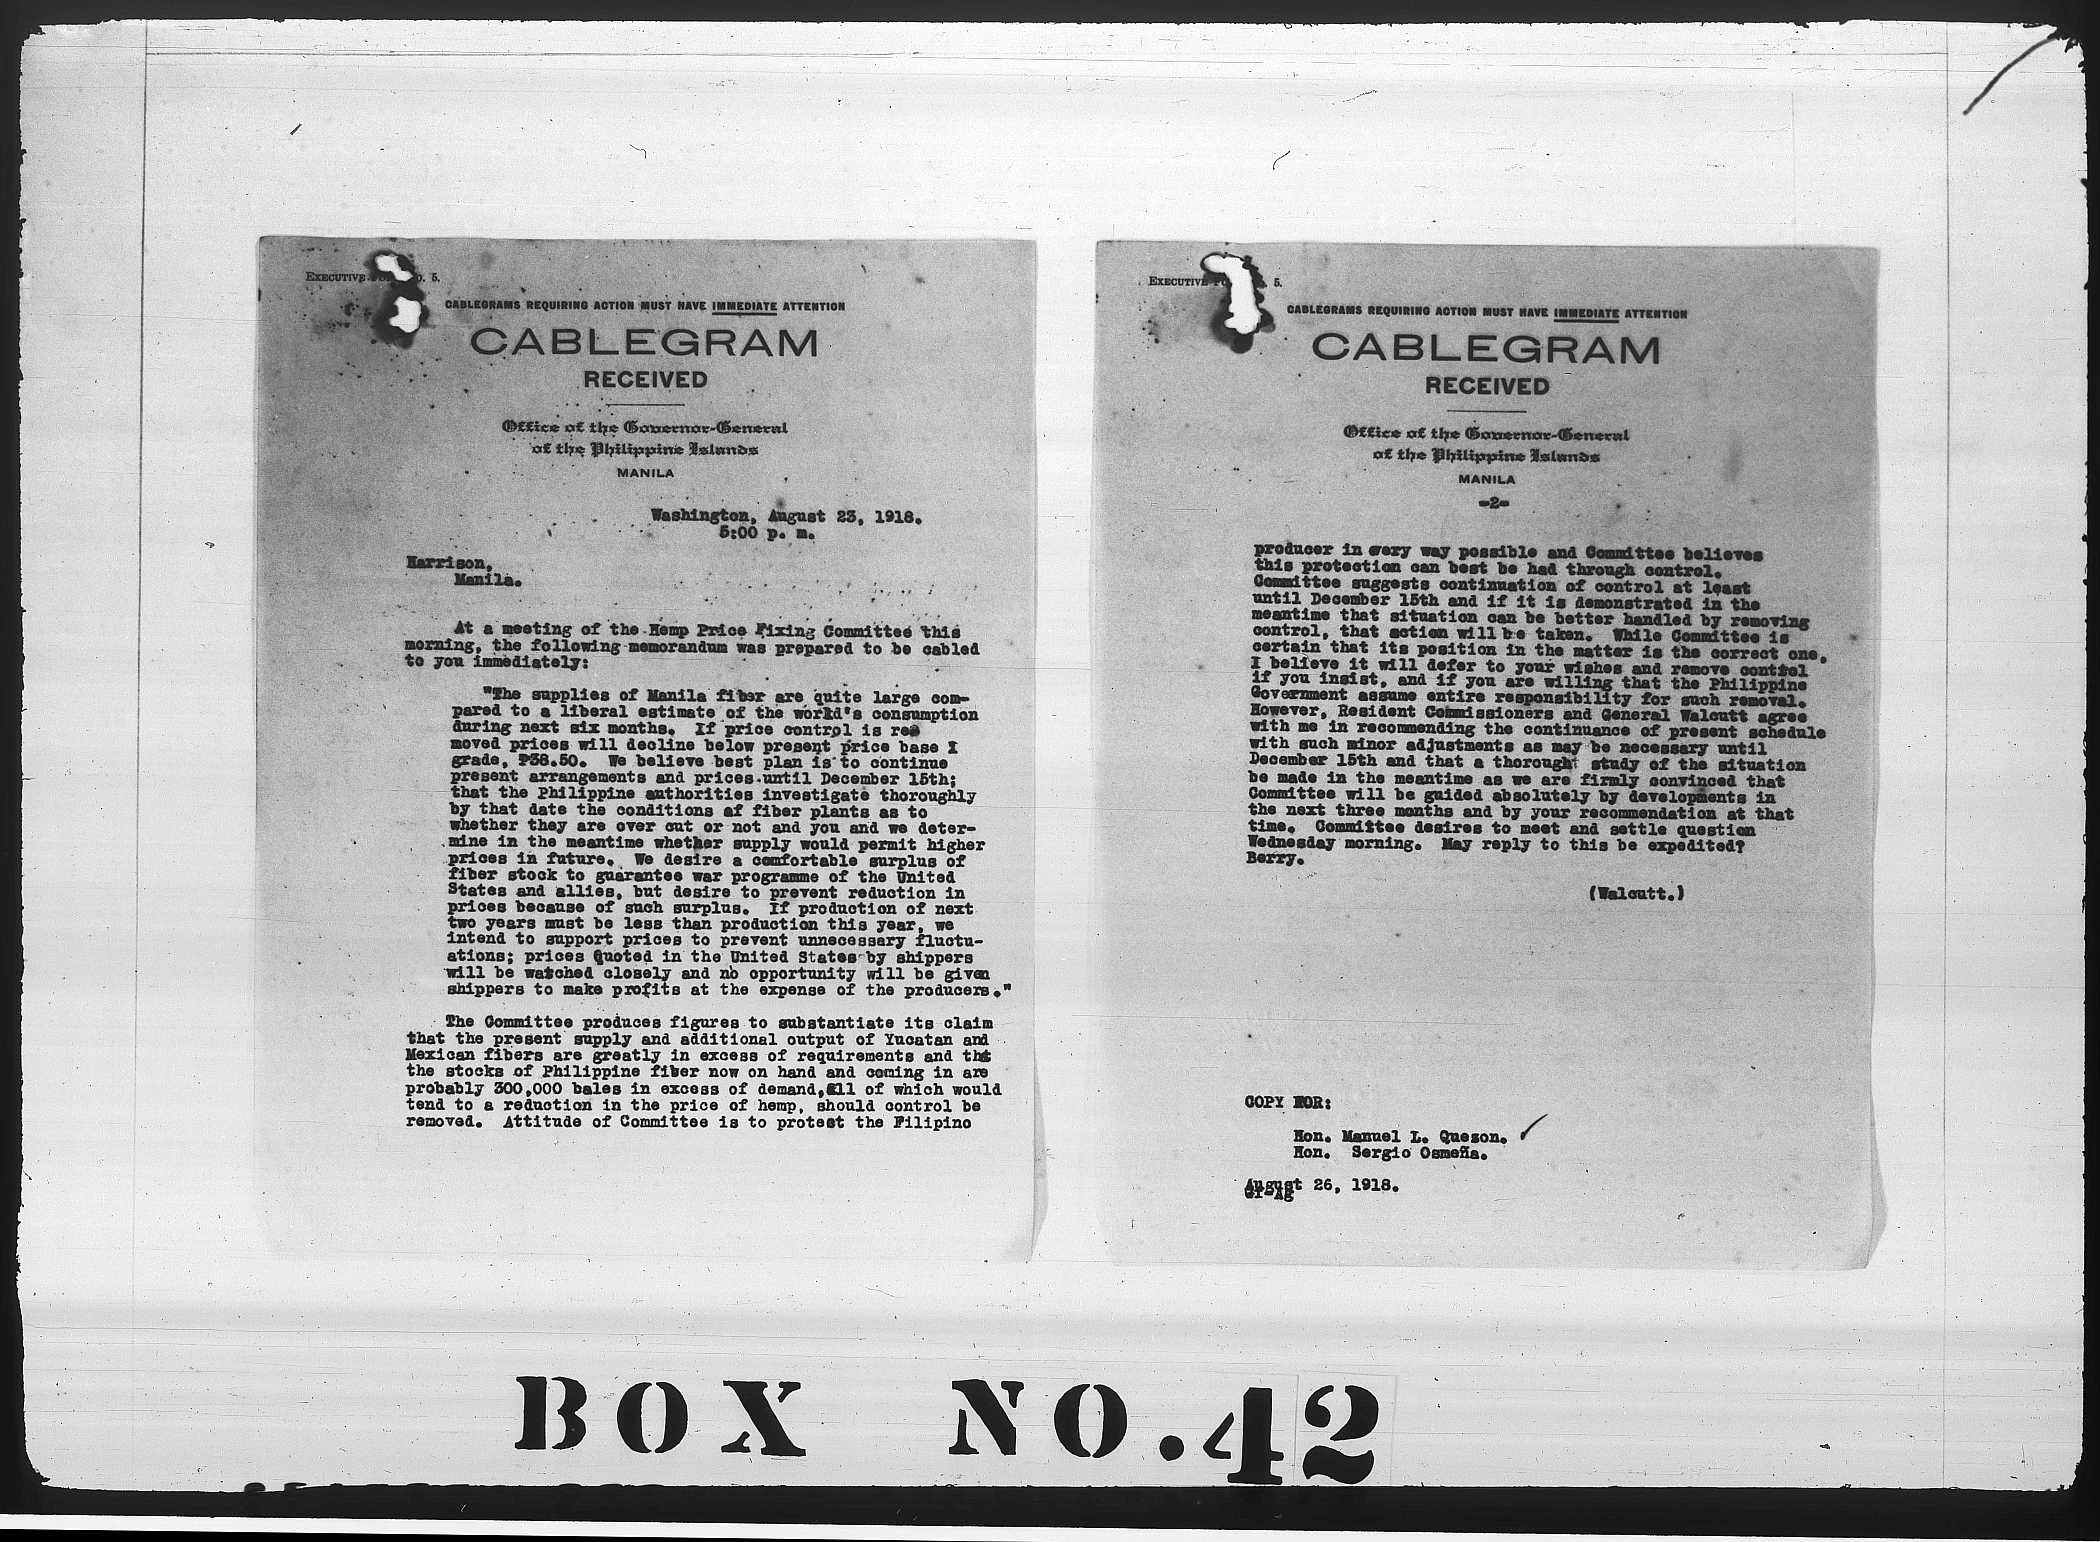 EXECUTIVE 5.
CABLEGRAMS REQUIRING ACTION MUST HAVE IMMEDIATE ATTENTION
CABLEGRAM
RECEIVED
Office of the Governor-General
of the Philippine Islands
MANILA
Washington, August 23, 1918.
5:00 p. m.
Harrison,
Manila.
At a meeting of the Hemp Price Fixing Committee this
morning, the following memorandum was prepared to be cabled
to you immediately:
"The supplies of Manila fiber are quite large com-
pared to a liberal estimate of the world's consumption
during next six months. If price control is re-
moved prices will decline below present price base I
grade, ₱38.50. We believe best plan is to continue
present arrangements and prices until December 15th;
that the Philippine authorities investigate thoroughly
by that date the conditions af fiber plants as to
whether they are over cut or not and you and we deter-
mine in the meantime whether supply would permit higher
prices in future. We desire a comfortable surplus of
fiber stock to guarantee war programme of the United
States and allies, but desire to prevent reduction in
prices because of such surplus. If production of next
two years must be less than production this year, we
intend to support prices to prevent unnecessary fluctu-
ations; prices Quoted in the United States by shippers
will be watched closely and no opportunity will be given
shippers to make profits at the expense of the producers."
The Committee produces figures to substantiate its claim
that the present supply and additional output of Yucatan and
Mexican fibers are greatly in excess of requirements and that
the stocks of Philippine fiber now on hand and coming in are
probably 300,000 bales in excess of demand, all of which would
tend to a reduction in the price of hemp, should control be
removed. Attitude of Committee is to protect the Filipino
EXECUTIVE 5.
CABLEGRAMS REQUIRING ACTION MUST HAVE IMMEDIATE ATTENTION
CABLEGRAM
RECEIVED
Office of the Governor-General
of the Philippine Islands
MANILA
-2-
producer in every way possible and Committee believes
this protection can best be had through control.
Committee suggests continuation of control at least
until December 15th and if it is demonstrated in the
meantime that situation can be better handled by removing
control, that action will be taken. While Committee is
certain that its position in the matter is the correct one,
I believe it will defer to your wishes and remove control
if you insist, and if you are willing that the Philippine
Government assume entire responsibility for such removal.
However, Resident Commissioners and General Walcutt agree
with me in recommending the continuance of present schedule
with such minor adjustments as may be necessary until
December 15th and that a thorought study of the situation
be made in the meantime as we are firmly convinced that
Committee will be guided absolutely by developments in
the next three months and by your recommendation at that
time. Committee desires to meet and settle question
Wednesday morning. May reply to this be expedited?
Berry.
(Walcutt.)
COPY FOR:
Hon. Manuel L. Quezon.
Hon. Sergio Osmeña.
August 26, 1918.
BOX NO. 42